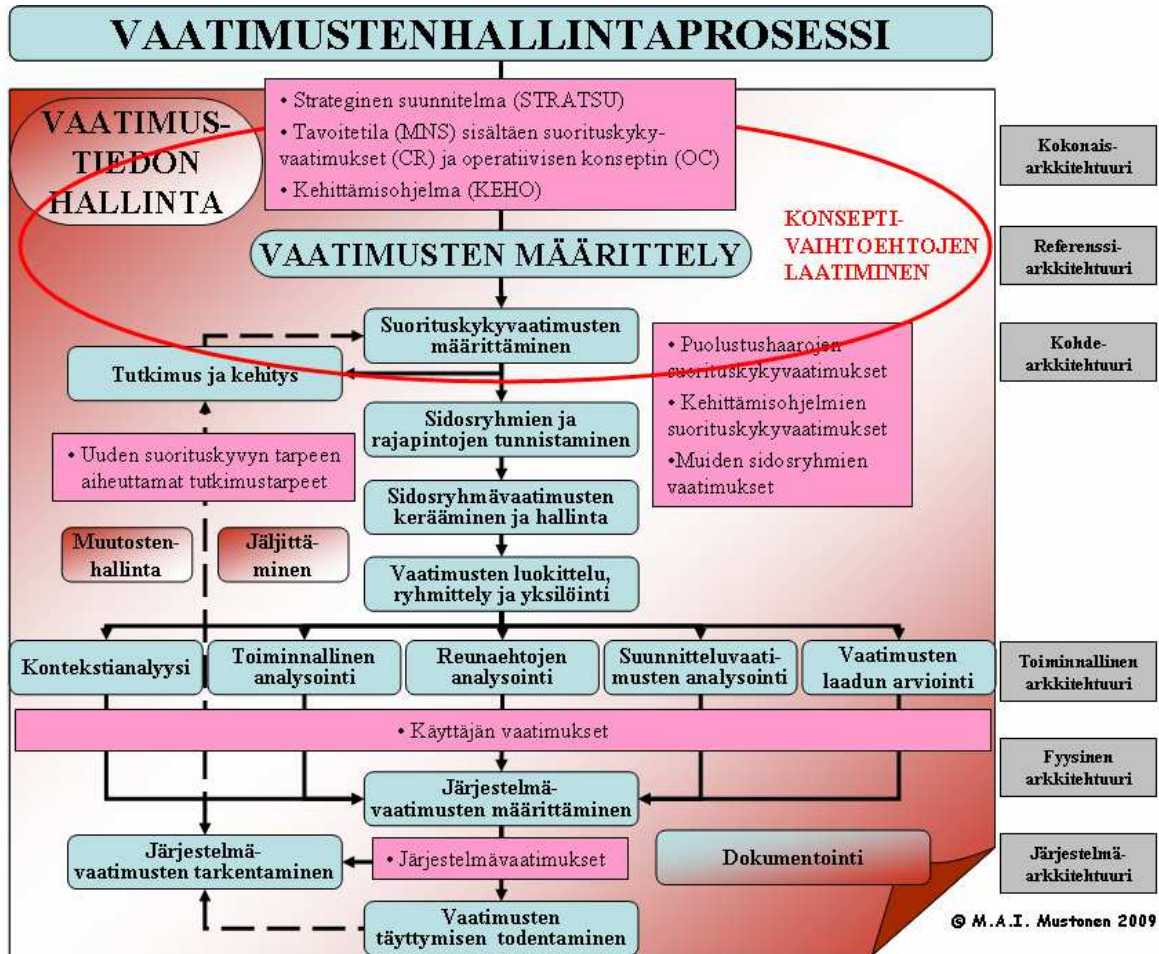 VAATIMUSTENHALLINTAPROSESSI
VAATIMUS-
TIEDON
HALLINTA
• Strateginen suunnitelma (STRATSU)
• Tavoitetila (MNS) sisältäen suorituskyky-
vaatimukset (CR) ja operatiivisen konseptin (OC)
• Kehittämisohjelma (KEHO)
Kokonais-
arkkitehtuuri
KONSEPTI-
VAIHTOEHTOJEN
LAATIMINEN
VAATIMUSTEN MÄÄRITTELY
Referenssi-
arkkitehtuuri
Suorituskykyvaatimusten
määrittäminen
Tutkimus ja kehitys
• Puolustushaarojen
suorituskykyvaatimukset
• Kehittämisohjelmien
suorituskykyvaatimukset
•Muiden sidosryhmien
vaatimukset
Kohde-
arkkitehtuuri
Sidosryhmien ja
rajapintojen tunnistaminen
• Uuden suorituskyvyn tarpeen
aiheuttamat tutkimustarpeet
Sidosryhmävaatimusten
kerääminen ja hallinta
Muutosten-
hallinta
Jäljittä-
minen
Vaatimusten luokittelu,
ryhmittely ja yksilöinti
Kontekstianalyysi
Toiminnallinen
analysointi
Reunaehtojen
analysointi
Suunnitteluvaati-
musten analysointi
Vaatimusten
laadun arviointi
Toiminnallinen
arkkitehtuuri
• Käyttäjän vaatimukset
Fyysinen
arkkitehtuuri
Järjestelmä-
vaatimusten määrittäminen
Järjestelmä-
vaatimusten tarkentaminen
• Järjestelmävaatimukset
Dokumentointi
Järjestelmä-
arkkitehtuuri
Vaatimusten
täyttymisen todentaminen
© M.A.I. Mustonen 2009